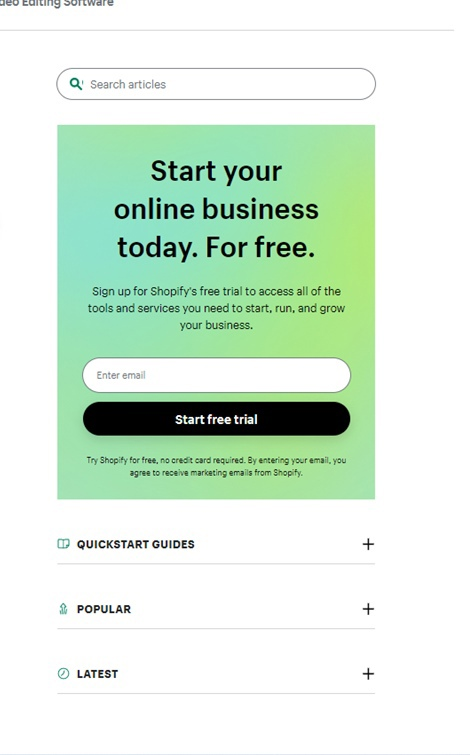 deo Editing Software
Search articles
Start your
online business
today. For free.
Sign up for Shopify's free trial to access all of the
tools and services you need to start, run, and grow
your business.
Enter email
Start free trial
Try Shopify for free, no credit card required. By entering your email, you
agree to receive marketing emails from Shopify.
QUICKSTART GUIDES
POPULAR
LATEST